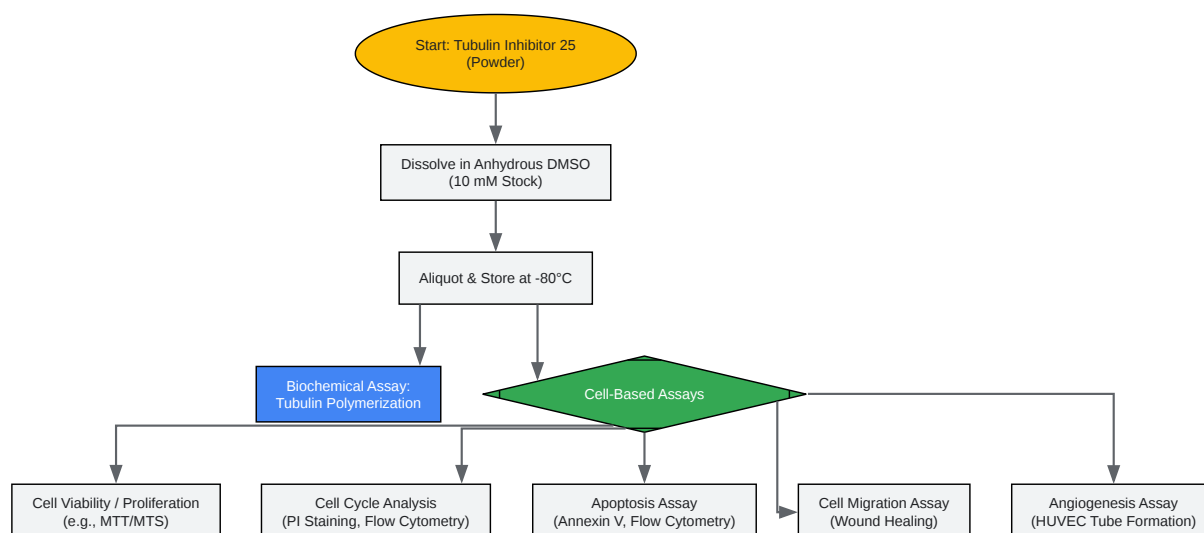 Start: Tubulin Inhibitor 25
(Powder)
Dissolve in Anhydrous DMSO
(10 mM Stock)
Aliquot & Store at -80°C
Biochemical Assay:
Tubulin Polymerization
Cell-Based Assays
Cell Viability / Proliferation
(e.g., MTT/MTS)
Cell Cycle Analysis
(PI Staining, Flow Cytometry)
Apoptosis Assay
(Annexin V, Flow Cytometry)
Cell Migration Assay
(Wound Healing)
Angiogenesis Assay
(HUVEC Tube Formation)